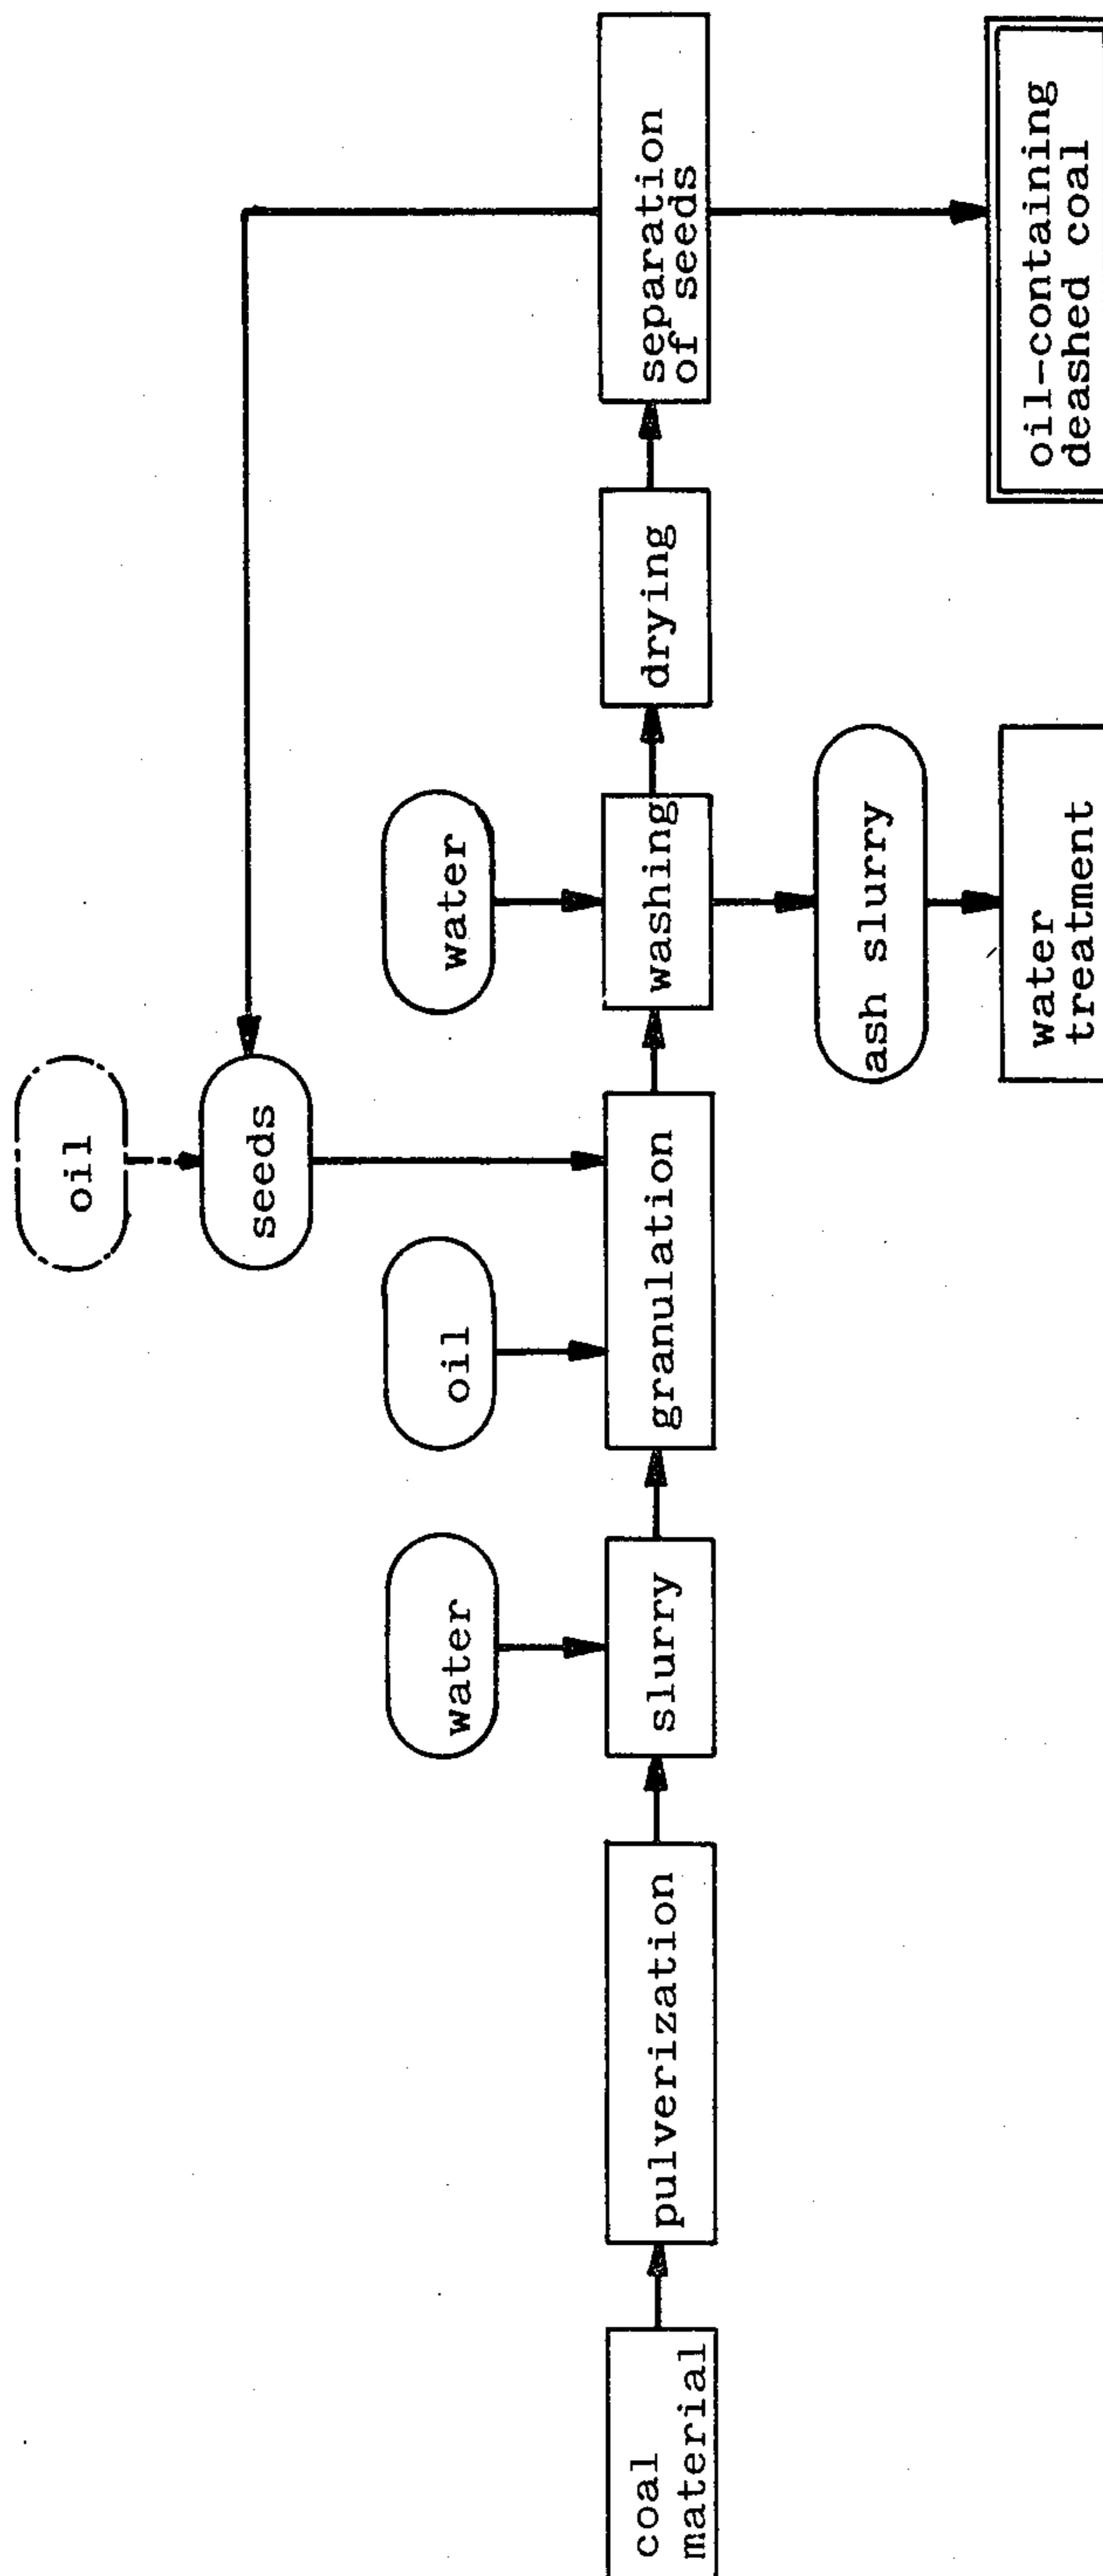 oil
seeds
water
oil
water
coal
material
pulverization
slurry
granulation
washing
drying
separation
of seeds
ash slurry
water
treatment
oil-containing
deashed coal